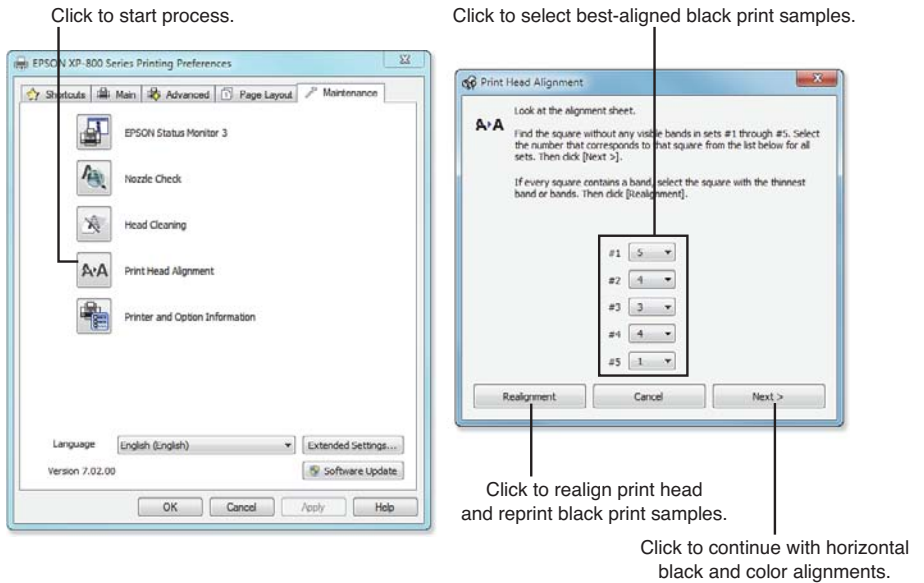 Click to start process.
Click to select best-aligned black print samples.
EPSON XP-800 Series Printing Preferences
Shortcuts Main Advanced Page Layout Maintenance
EPSON Status Monitor 3
Nozzle Check
Head Cleaning
A A Print Head Alignment
Printer and Option Information
Language English (English) Extended Settings...
Version 7.02.00 Software Update
OK Cancel Apply Help
Print Head Alignment
A A
Look at the alignment sheet.
Find the square without any visible bands in sets #1 through #5. Select
the number that corresponds to that square from the list below for all
sets. Then click [Next >].
If every square contains a band, select the square with the thinnest
band or bands. Then click [Realignment].
#1 5
#2 4
#3 3
#4 4
#5 1
Realignment Cancel Next >
Click to realign print head
and reprint black print samples.
Click to continue with horizontal
black and color alignments.